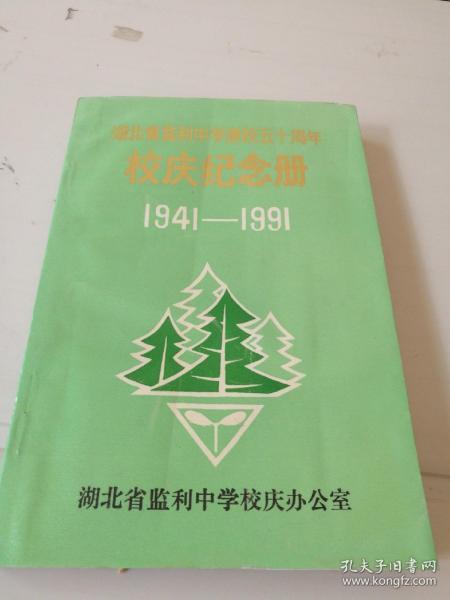 湖北省监利中学建校五十周年
校庆纪念册
1941—1991
湖北省监利中学校庆办公室
孔夫子旧书网
www.kongfz.com